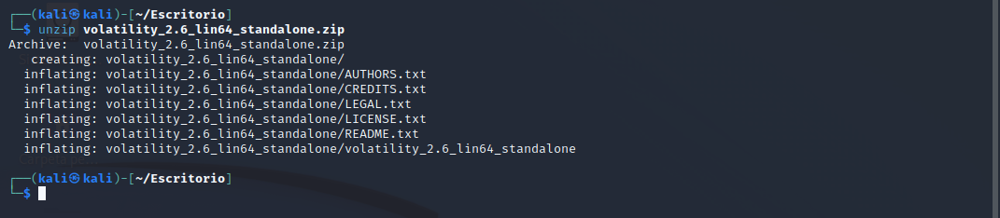 ┌──(kali㉿kali)-[~/Escritorio]
└─$ unzip volatility_2.6_lin64_standalone.zip
Archive:  volatility_2.6_lin64_standalone.zip
   creating: volatility_2.6_lin64_standalone/
  inflating: volatility_2.6_lin64_standalone/AUTHORS.txt
  inflating: volatility_2.6_lin64_standalone/CREDITS.txt
  inflating: volatility_2.6_lin64_standalone/LEGAL.txt
  inflating: volatility_2.6_lin64_standalone/LICENSE.txt
  inflating: volatility_2.6_lin64_standalone/README.txt
  inflating: volatility_2.6_lin64_standalone/volatility_2.6_lin64_standalone
┌──(kali㉿kali)-[~/Escritorio]
└─$